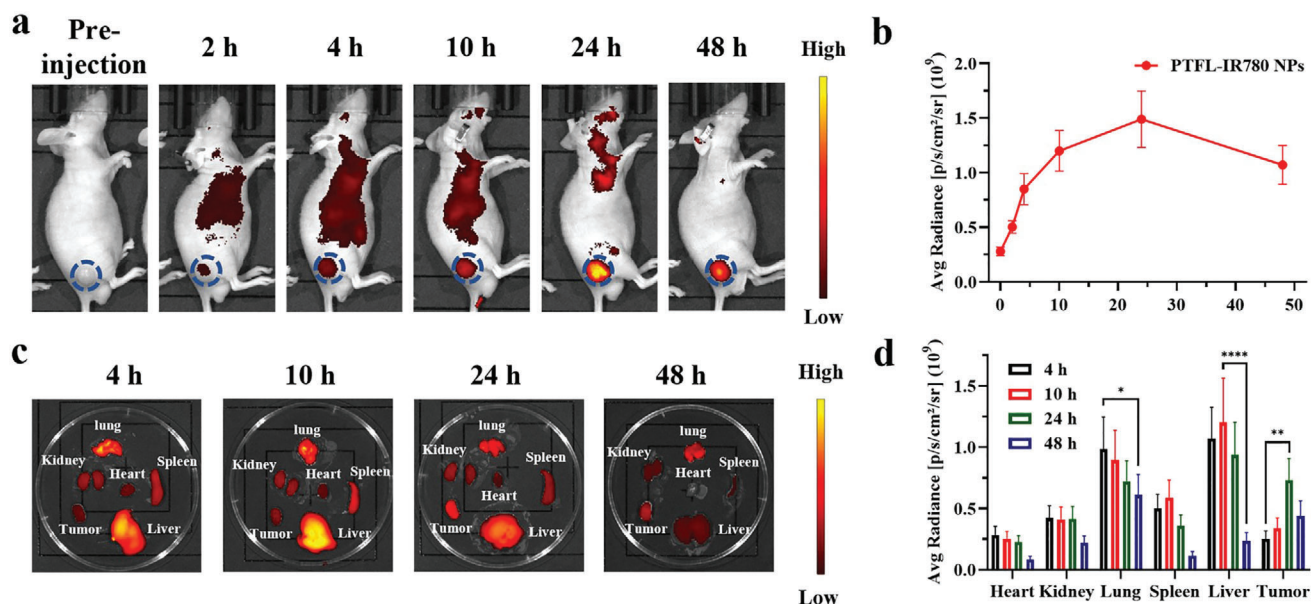 a
Pre-
injection
2 h
4 h
10 h
24 h
48 h
High
Low
b
Avg Radiance [p/s/cm²/sr] (10⁹)
PTFL-IR780 NPs
2.0
1.5
1.0
0.5
0.0
0
10
20
30
40
50
c
4 h
10 h
24 h
48 h
High
Low
lung
Kidney
Spleen
Heart
Tumor
Liver
lung
Kidney
Spleen
Heart
Tumor
Liver
lung
Kidney
Spleen
Heart
Tumor
Liver
lung
Kidney
Spleen
Heart
Tumor
Liver
d
Avg Radiance [p/s/cm²/sr] (10⁹)
4 h
10 h
24 h
48 h
*
****
**
1.5
1.0
0.5
0.0
Heart
Kidney
Lung
Spleen
Liver
Tumor